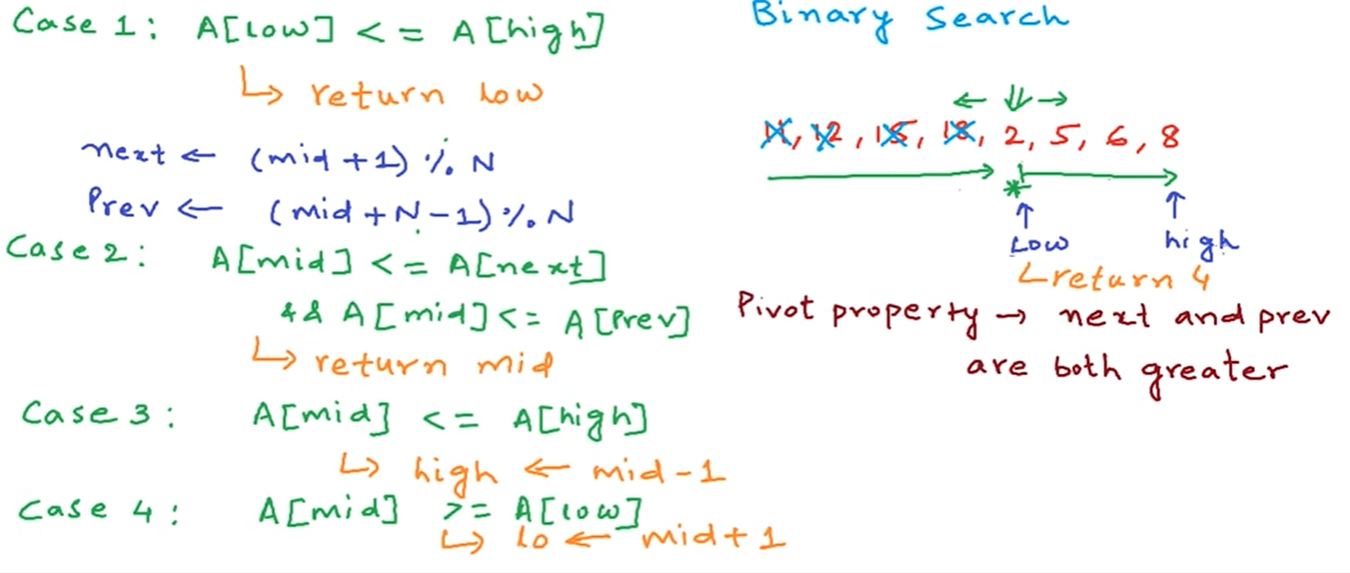 Case 1: A[low] <= A[high]
↳ return low
next ← (mid + 1) % N
Prev ← (mid + N - 1) % N
Case 2: A[mid] <= A[next]
&& A[mid] <= A[Prev]
↳ return mid
Case 3: A[mid] <= A[high]
↳ high ← mid - 1
Case 4: A[mid] >= A[low]
↳ lo ← mid + 1
Binary Search
← ⇓ →
11, 12, 15, 18, 2, 5, 6, 8
*
↑ ↑
Low high
↳ return 4
Pivot property → next and prev
are both greater